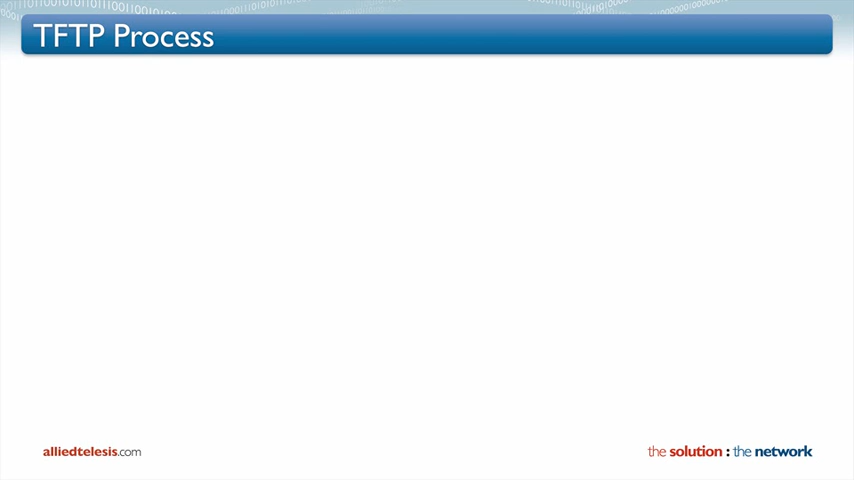 TFTP Process
alliedtelesis.com
the solution : the network